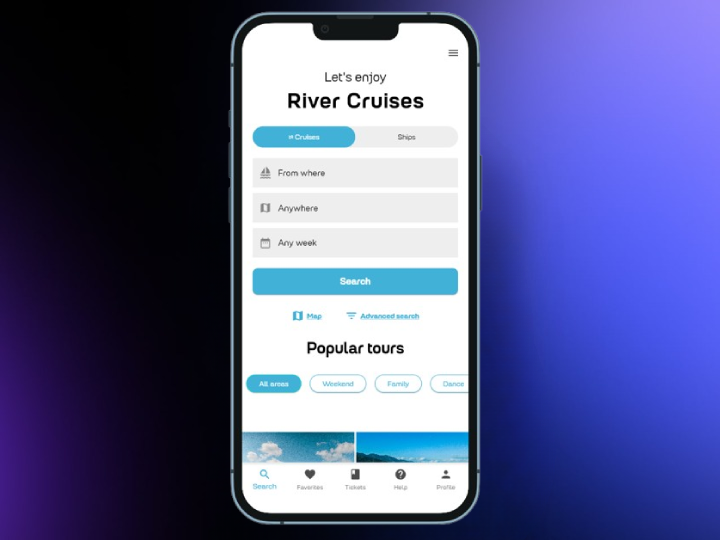 Let's enjoy
River Cruises
Cruises
Ships
From where
Anywhere
Any week
Search
Map
Advanced search
Popular tours
All areas
Weekend
Family
Dance
Search
Favorites
Tickets
Help
Profile